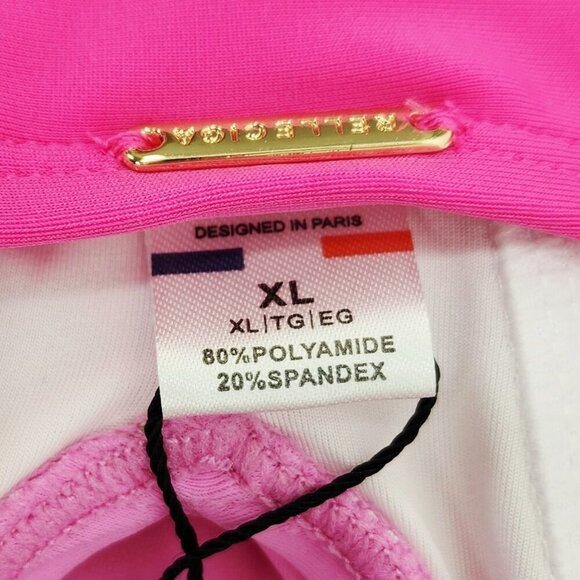 RELLECIGA
DESIGNED IN PARIS
XL
XL|TG|EG
80%POLYAMIDE
20%SPANDEX